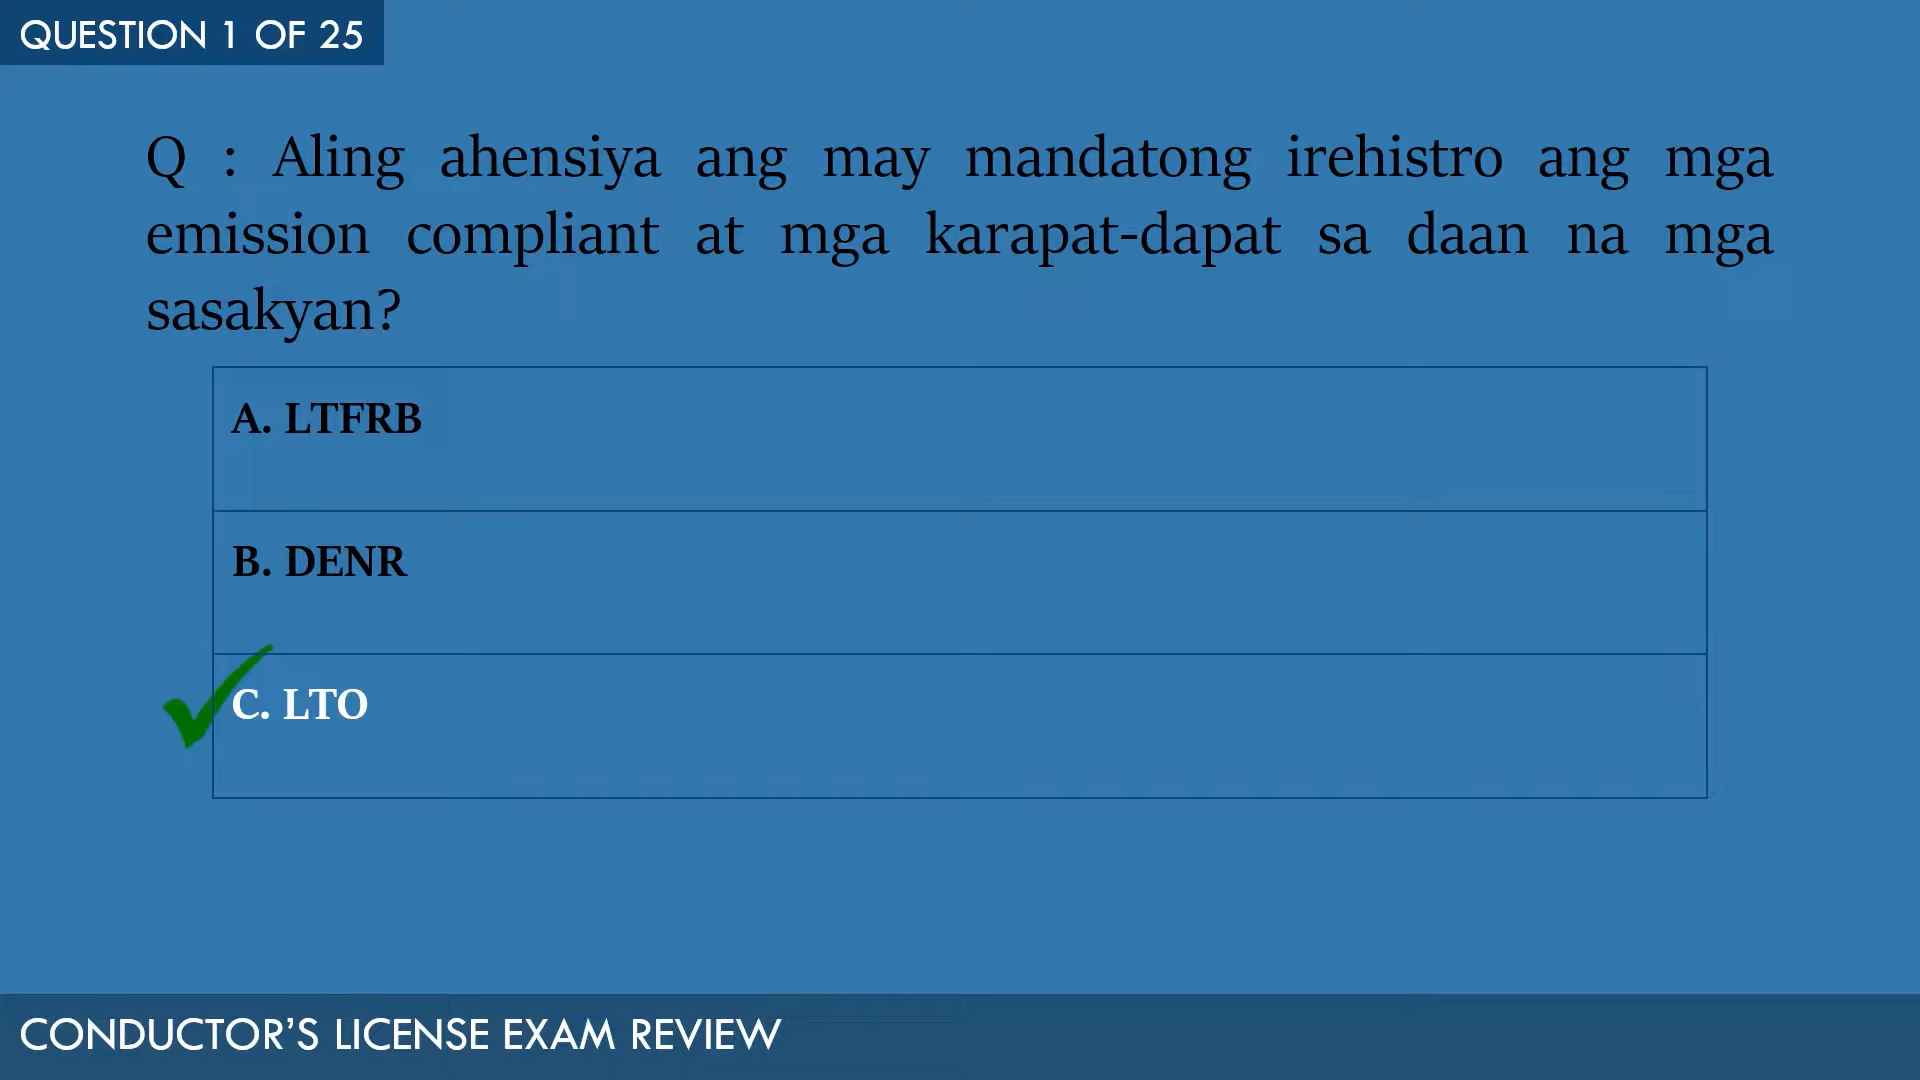 QUESTION 1 OF 25
Q : Aling ahensiya ang may mandatong irehistro ang mga
emission compliant at mga karapat-dapat sa daan na mga
sasakyan?
A. LTFRB
B. DENR
C. LTO
CONDUCTOR’S LICENSE EXAM REVIEW